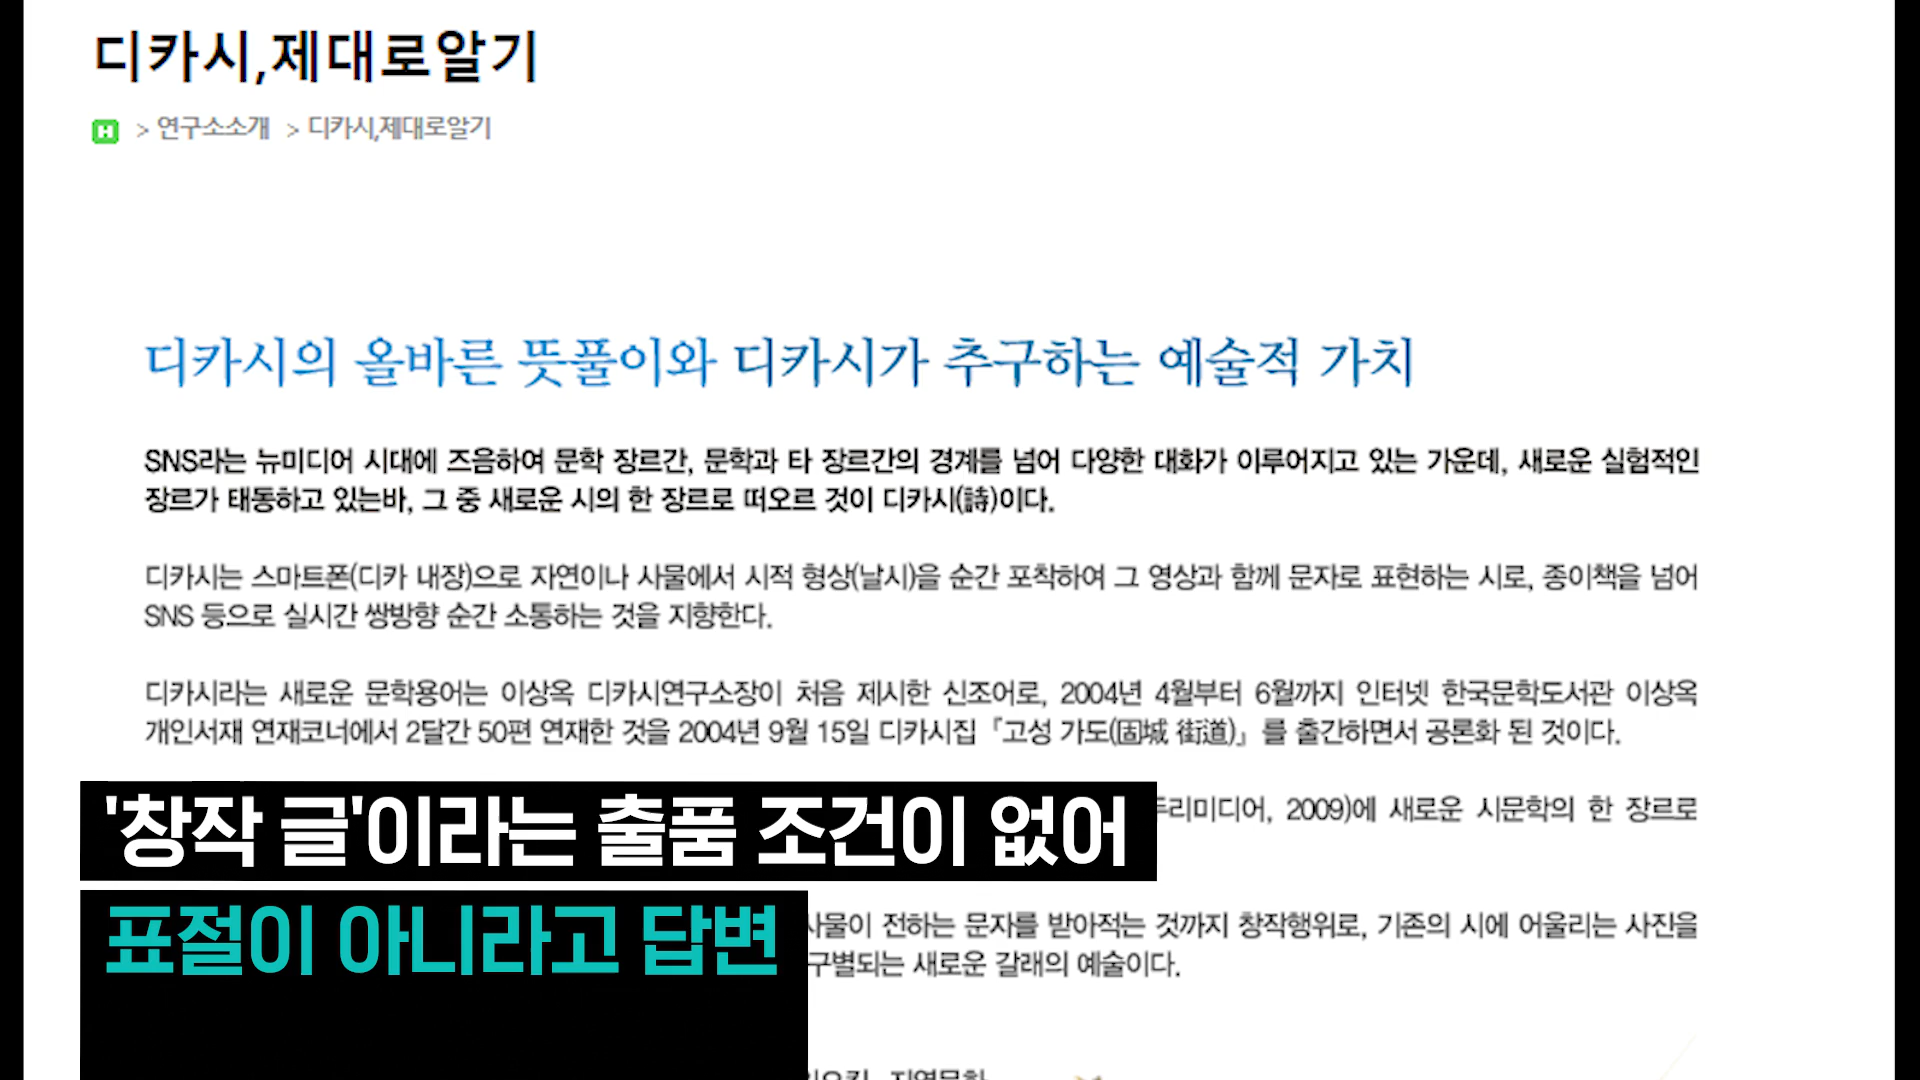 디카시,제대로알기
H > 연구소소개 > 디카시,제대로알기
디카시의 올바른 뜻풀이와 디카시가 추구하는 예술적 가치
SNS라는 뉴미디어 시대에 즈음하여 문학 장르간, 문학과 타 장르간의 경계를 넘어 다양한 대화가 이루어지고 있는 가운데, 새로운 실험적인
장르가 태동하고 있는바, 그 중 새로운 시의 한 장르로 떠오르 것이 디카시(詩)이다.
디카시는 스마트폰(디카 내장)으로 자연이나 사물에서 시적 형상(날시)을 순간 포착하여 그 영상과 함께 문자로 표현하는 시로, 종이책을 넘어
SNS 등으로 실시간 쌍방향 순간 소통하는 것을 지향한다.
디카시라는 새로운 문학용어는 이상옥 디카시연구소장이 처음 제시한 신조어로, 2004년 4월부터 6월까지 인터넷 한국문학도서관 이상옥
개인서재 연재코너에서 2달간 50편 연재한 것을 2004년 9월 15일 디카시집 『고성 가도(固城 街道)』를 출간하면서 공론화 된 것이다.
두리미디어, 2009)에 새로운 시문학의 한 장르로
'창작 글'이라는 출품 조건이 없어
사물이 전하는 문자를 받아적는 것까지 창작행위로, 기존의 시에 어울리는 사진을
표절이 아니라고 답변
구별되는 새로운 갈래의 예술이다.